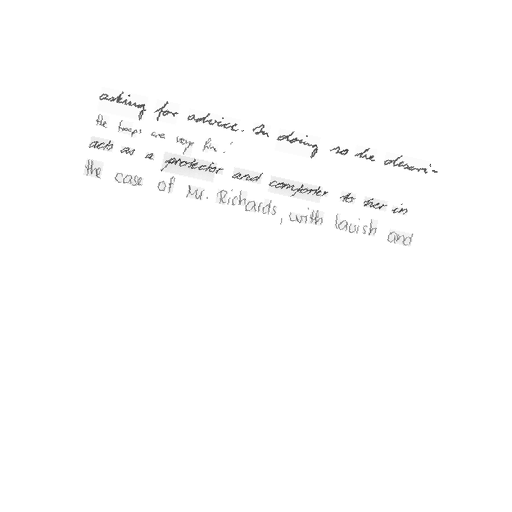 asking for advice. In doing so he descri-
the troops are very fine!
acts as a protector and comforter to her in
the case of Mr. Richards, with lavish and